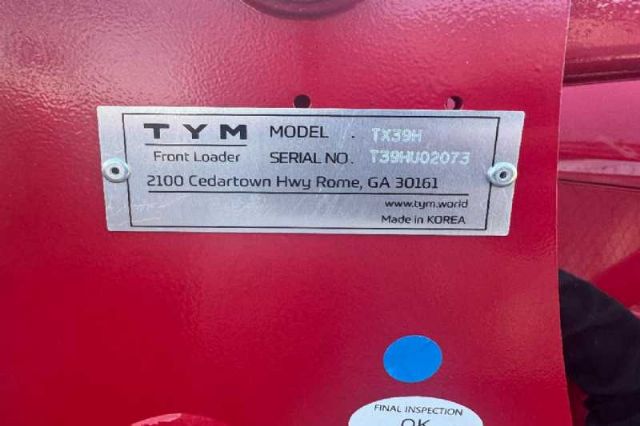 TYM MODEL . TX39H
Front Loader SERIAL NO. T39HU02073
2100 Cedartown Hwy Rome, GA 30161
www.tym.world
Made in KOREA
FINAL INSPECTION
OK